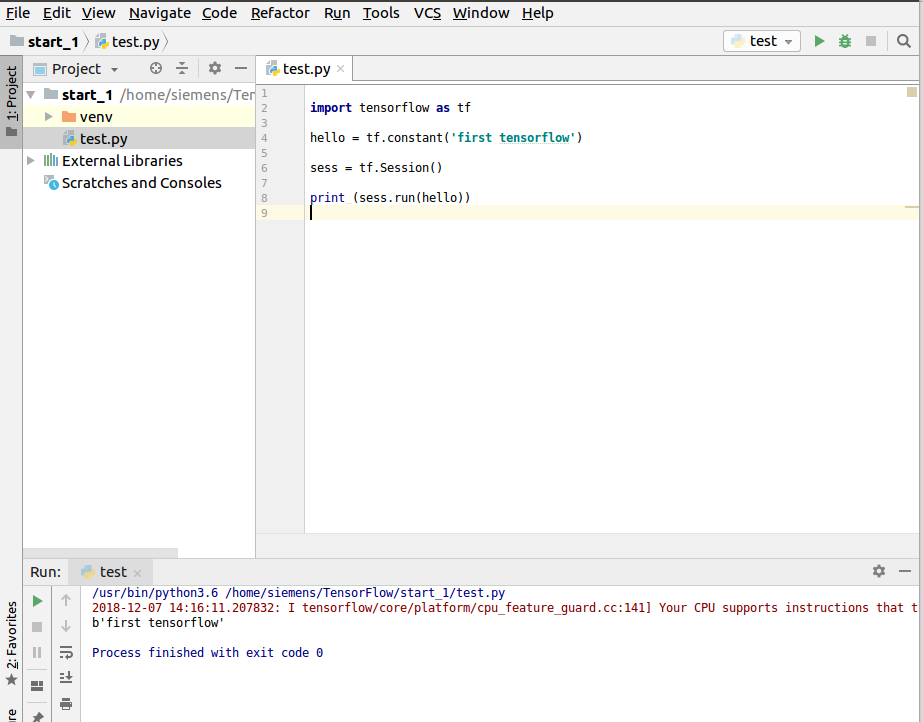 File Edit View Navigate Code Refactor Run Tools VCS Window Help
start_1 test.py
test
1: Project
Project
start_1 /home/siemens/Ter
venv
test.py
External Libraries
Scratches and Consoles
test.py
1
2 import tensorflow as tf
3
4 hello = tf.constant('first tensorflow')
5
6 sess = tf.Session()
7
8 print (sess.run(hello))
9
Run: test
2: Favorites
/usr/bin/python3.6 /home/siemens/TensorFlow/start_1/test.py
2018-12-07 14:16:11.207832: I tensorflow/core/platform/cpu_feature_guard.cc:141] Your CPU supports instructions that t
b'first tensorflow'
Process finished with exit code 0